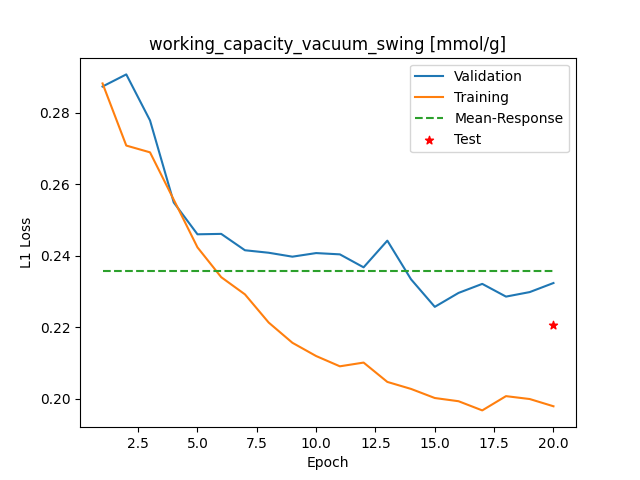 working_capacity_vacuum_swing [mmol/g]
Validation
Training
Mean-Response
Test
L1 Loss
0.28
0.26
0.24
0.22
0.20
2.5 5.0 7.5 10.0 12.5 15.0 17.5 20.0
Epoch